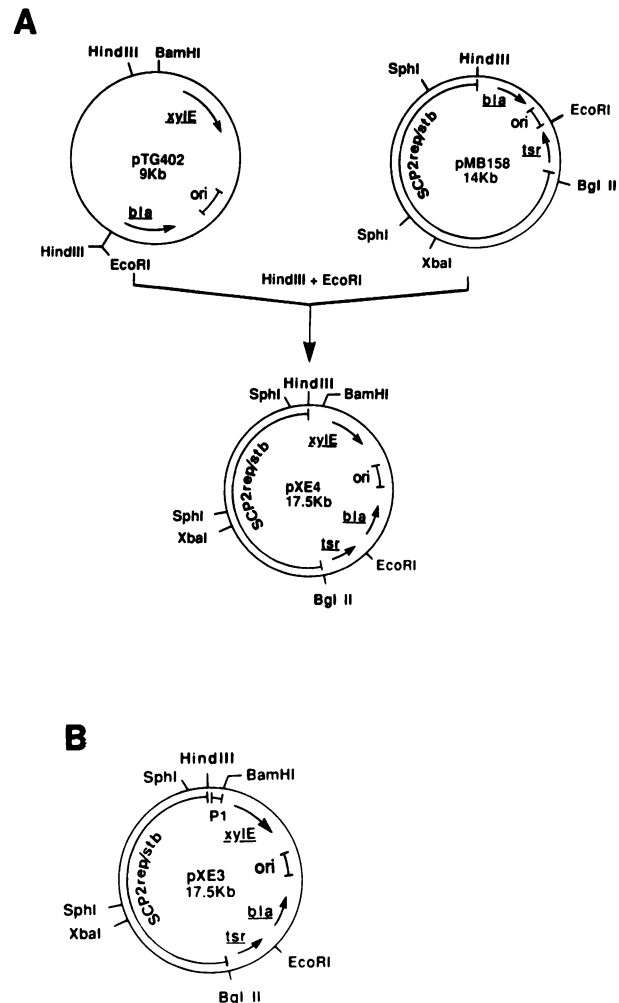 A
HindIII BamHI
xylE
pTG402
9Kb
ori
bla
HindIII
EcoRI
HindIII
SphI
bla
ori
EcoRI
tsr
SCP2rep/stb
pMB158
14Kb
Bgl II
SphI
XbaI
HindIII + EcoRI
HindIII
SphI
BamHI
xylE
SCP2rep/stb
ori
pXE4
17.5Kb
bla
SphI
XbaI
tsr
EcoRI
Bgl II
B
HindIII
SphI
BamHI
P1
xylE
SCP2rep/stb
ori
pXE3
17.5Kb
bla
SphI
XbaI
tsr
EcoRI
Bgl II